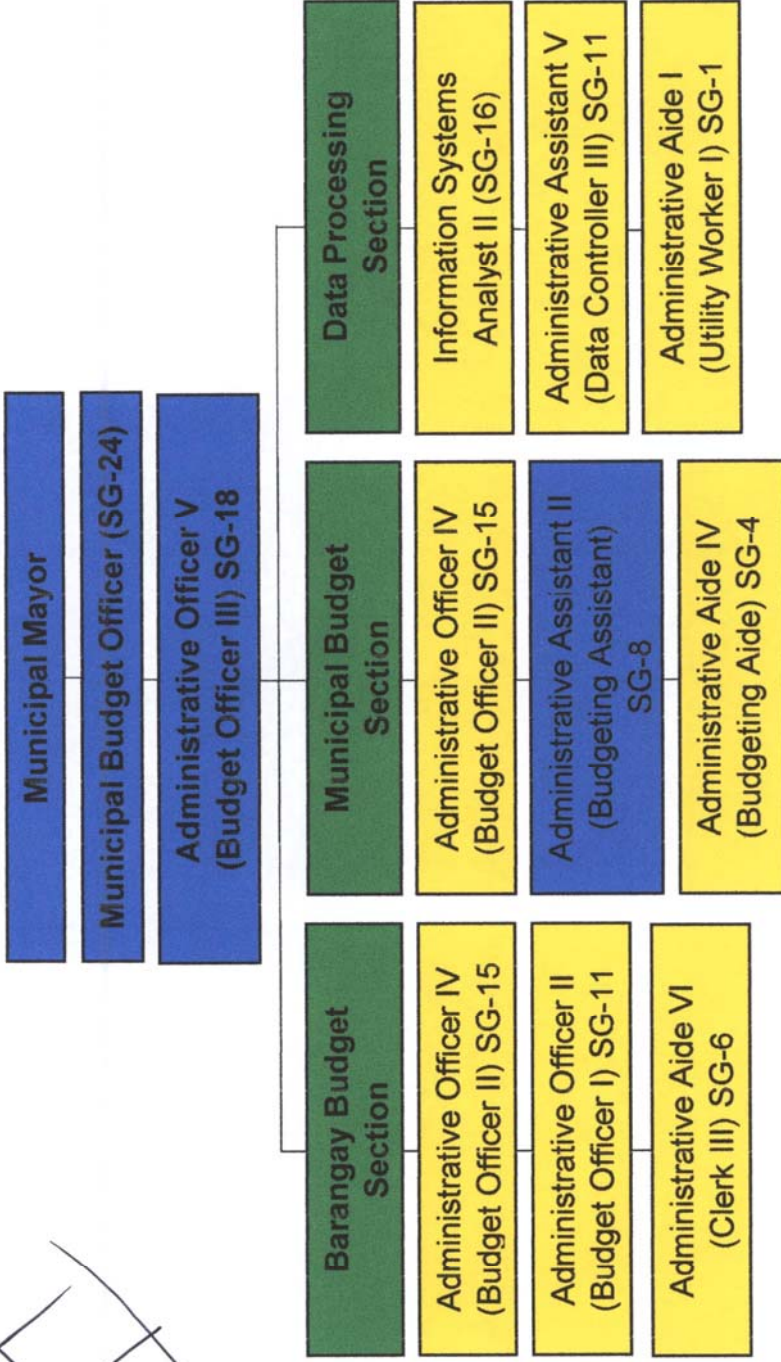 Municipal Mayor
Municipal Budget Officer (SG-24)
Administrative Officer V
(Budget Officer III) SG-18
Barangay Budget
Section
Administrative Officer IV
(Budget Officer II) SG-15
Administrative Officer II
(Budget Officer I) SG-11
Administrative Aide VI
(Clerk III) SG-6
Municipal Budget
Section
Administrative Officer IV
(Budget Officer II) SG-15
Administrative Assistant II
(Budgeting Assistant)
SG-8
Administrative Aide IV
(Budgeting Aide) SG-4
Data Processing
Section
Information Systems
Analyst II (SG-16)
Administrative Assistant V
(Data Controller III) SG-11
Administrative Aide I
(Utility Worker I) SG-1